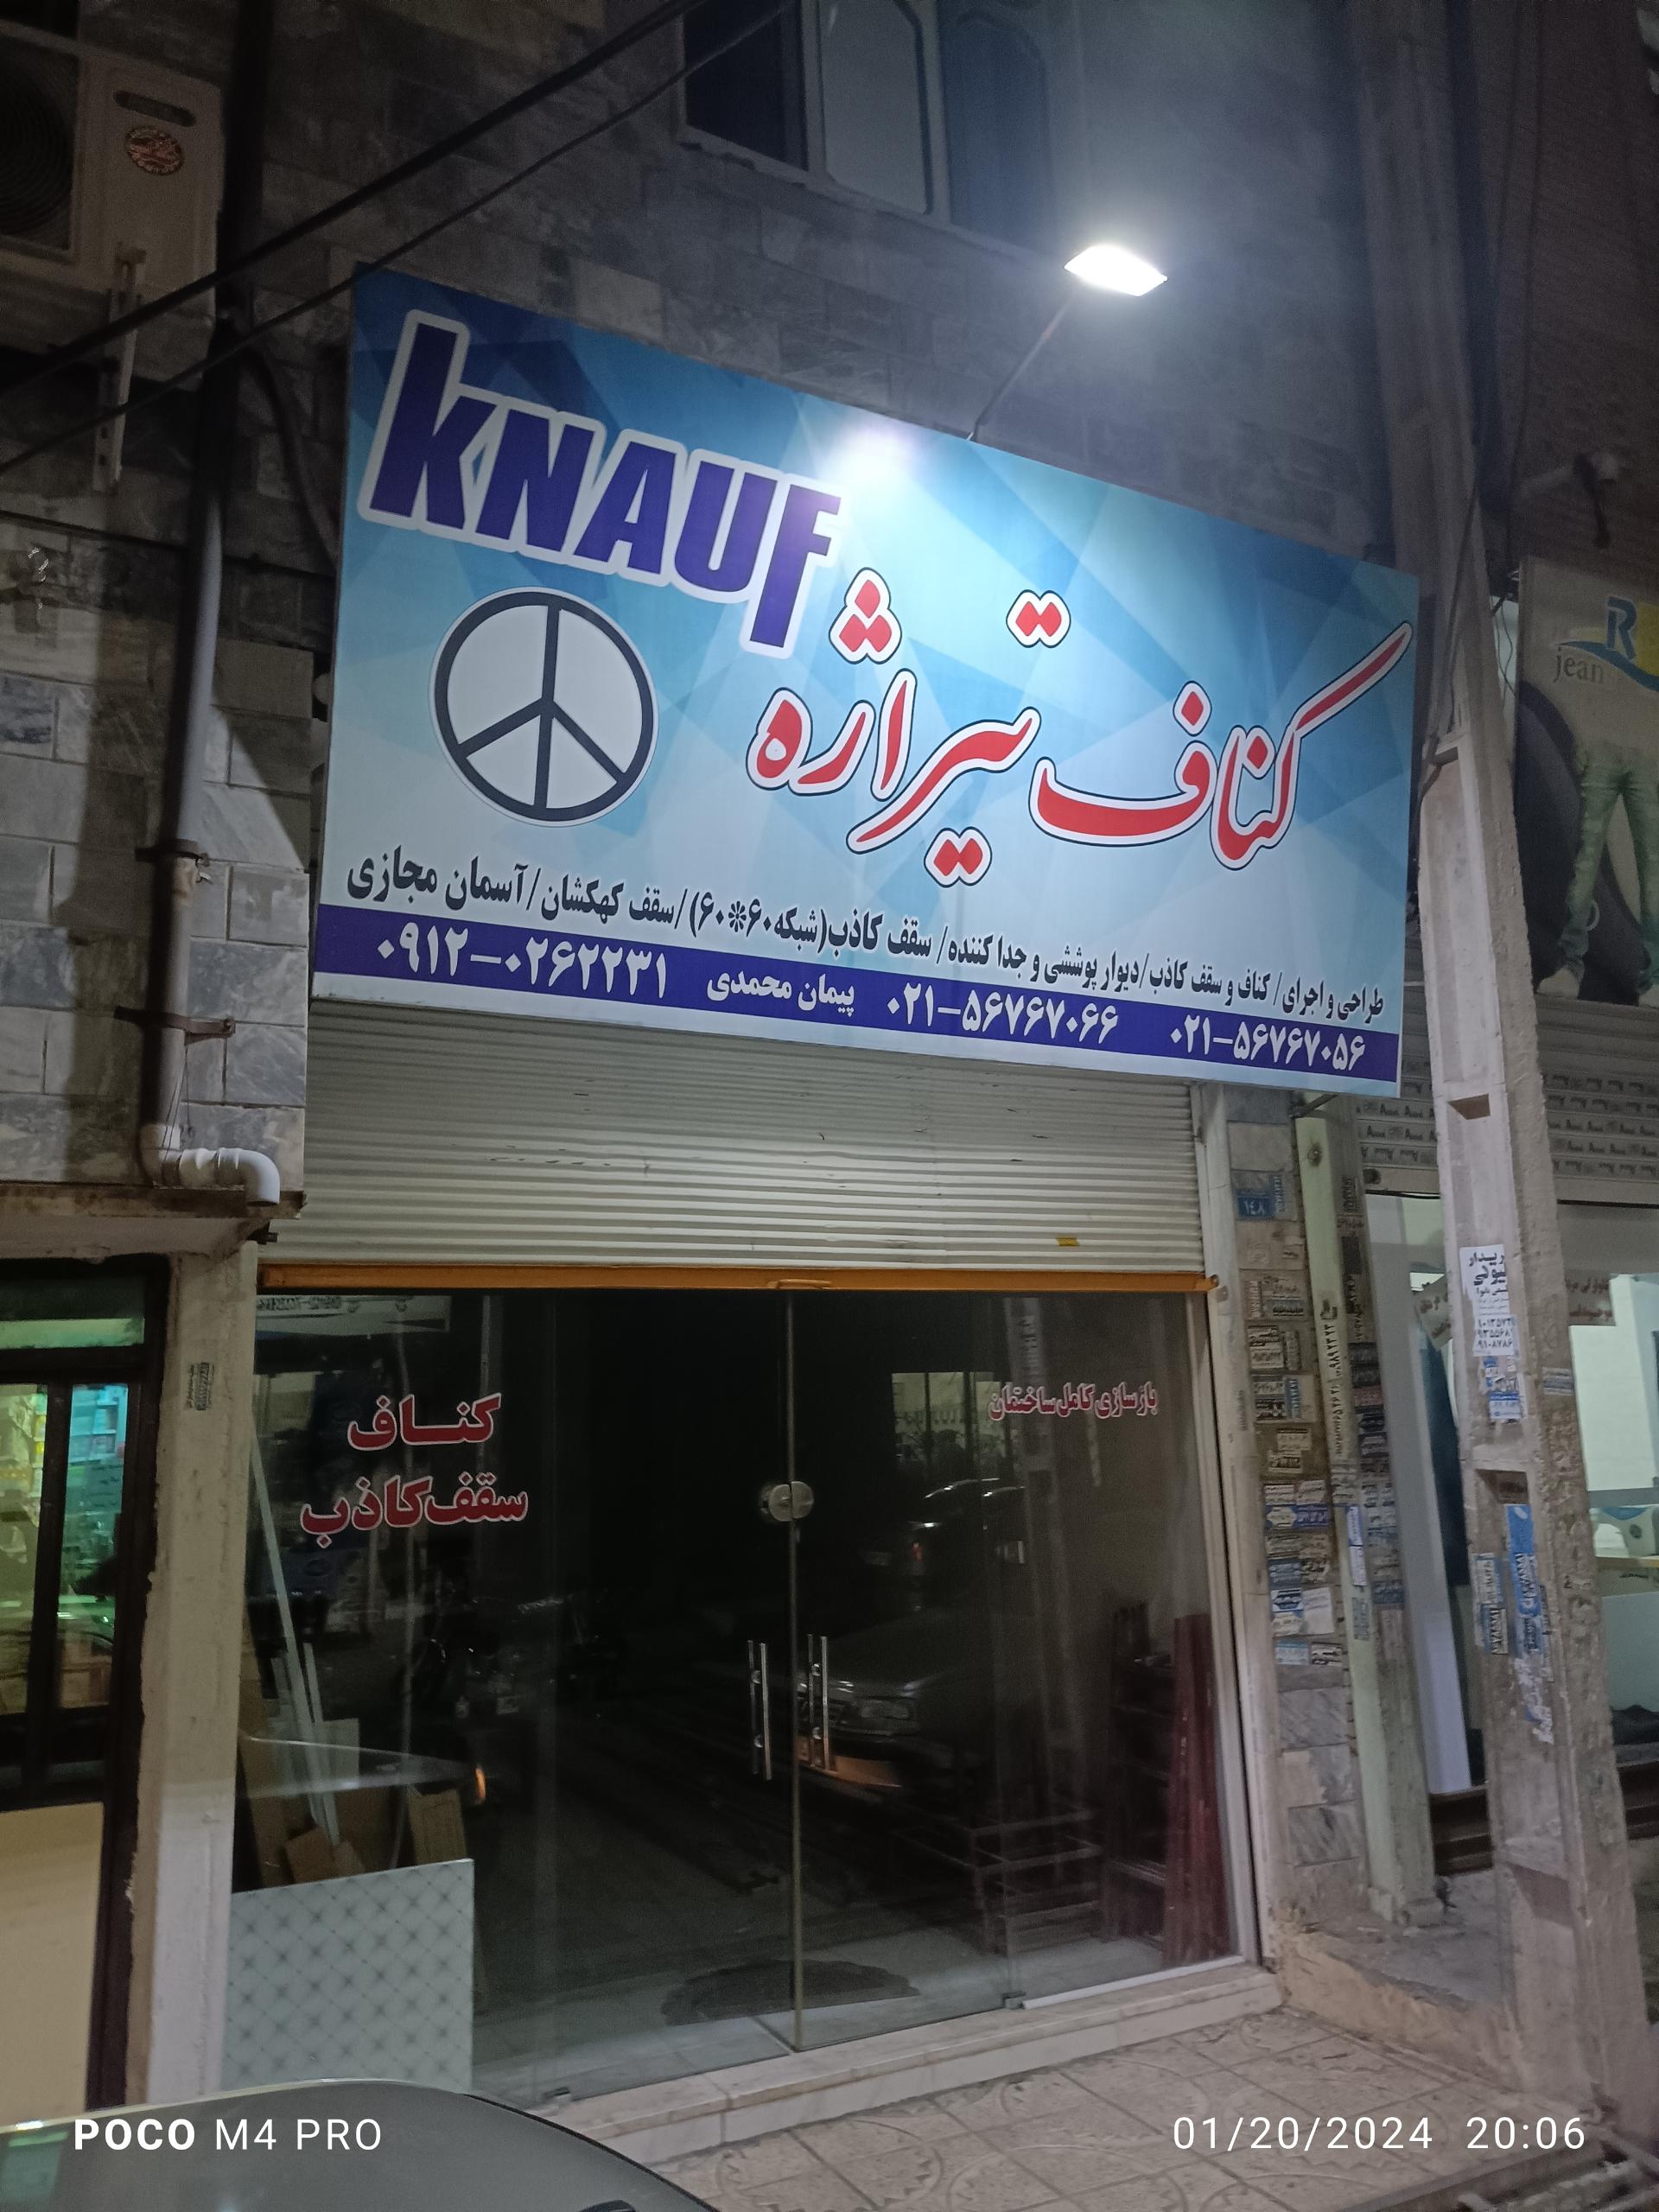 KNAUF
کناف تیراژه
طراحی و اجرای/ کناف و سقف کاذب/دیوار پوششی و جدا کننده/ سقف کاذب(شبکه۶۰*۶۰)/سقف کهکشان/آسمان مجازی
۰۲۱-۵۶۷۶۷۰۵۶ ۰۲۱-۵۶۷۶۷۰۶۶ پیمان محمدی ۰۹۱۲-۰۲۶۲۲۳۱
jean
۱۴۸
بازسازی کامل ساختمان
کناف
سقف کاذب
POCO M4 PRO
01/20/2024 20:06